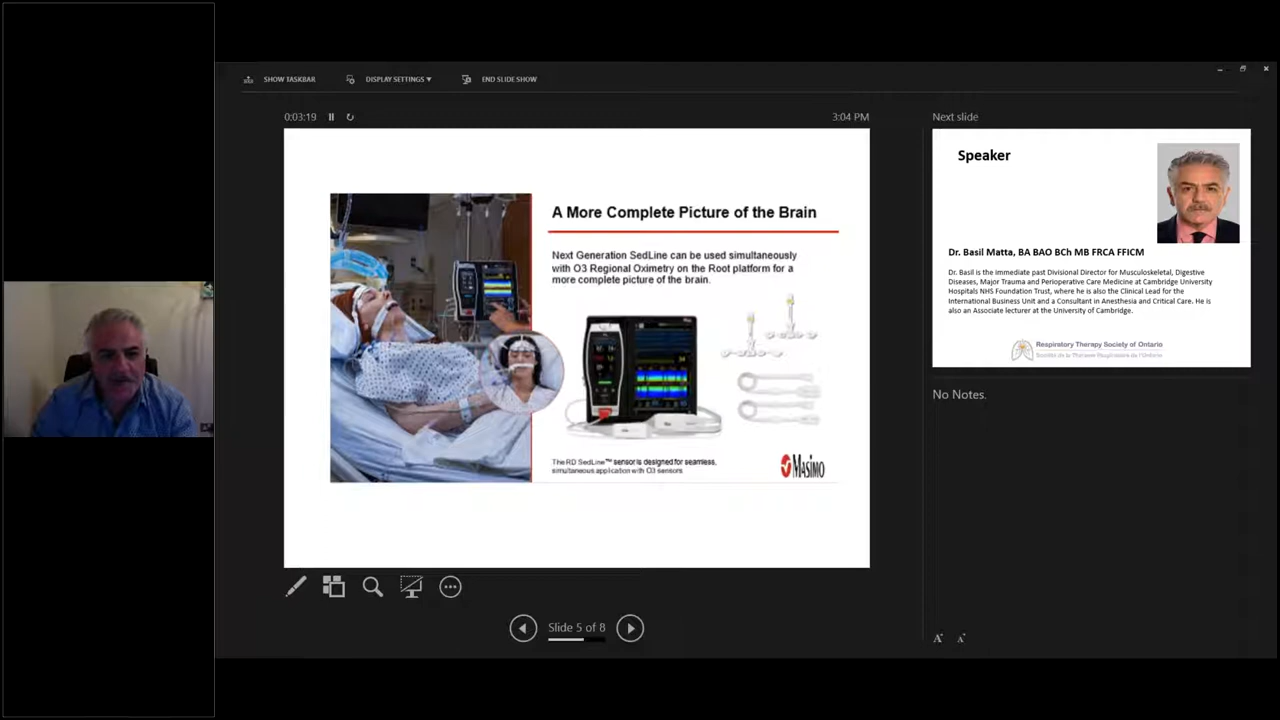 SHOW TASKBAR
DISPLAY SETTINGS ▾
END SLIDE SHOW
0:03:19
3:04 PM
A More Complete Picture of the Brain
Next Generation SedLine can be used simultaneously
with O3 Regional Oximetry on the Root platform for a
more complete picture of the brain.
The RD SedLine™ sensor is designed for seamless,
simultaneous application with O3 sensors
Masimo
Slide 5 of 8
Next slide
Speaker
Dr. Basil Matta, BA BAO BCh MB FRCA FFICM
Dr. Basil is the immediate past Divisional Director for Musculoskeletal, Digestive
Diseases, Major Trauma and Perioperative Care Medicine at Cambridge University
Hospitals NHS Foundation Trust, where he is also the Clinical Lead for the
International Business Unit and a Consultant in Anesthesia and Critical Care. He is
also an Associate lecturer at the University of Cambridge.
Respiratory Therapy Society of Ontario
Société de la Thérapie Respiratoire de l'Ontario
No Notes.
A A